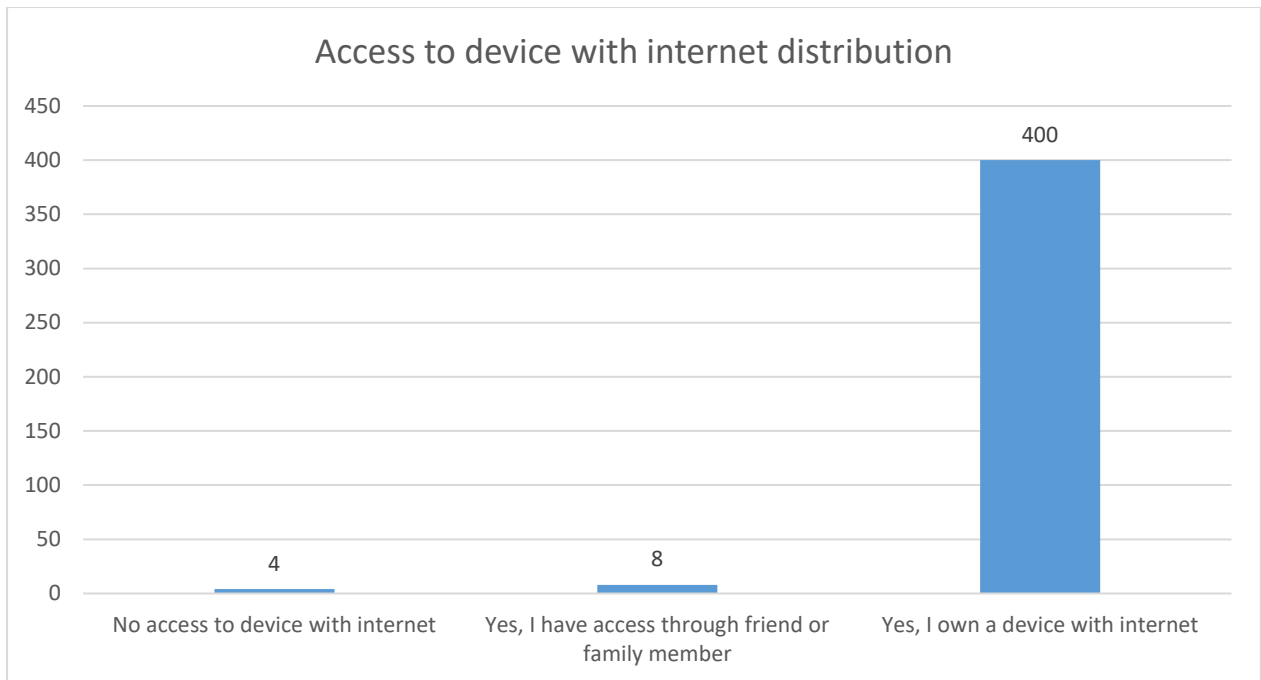 Access to device with internet distribution
450
400
350
300
250
200
150
100
50
0
4
8
400
No access to device with internet
Yes, I have access through friend or
family member
Yes, I own a device with internet